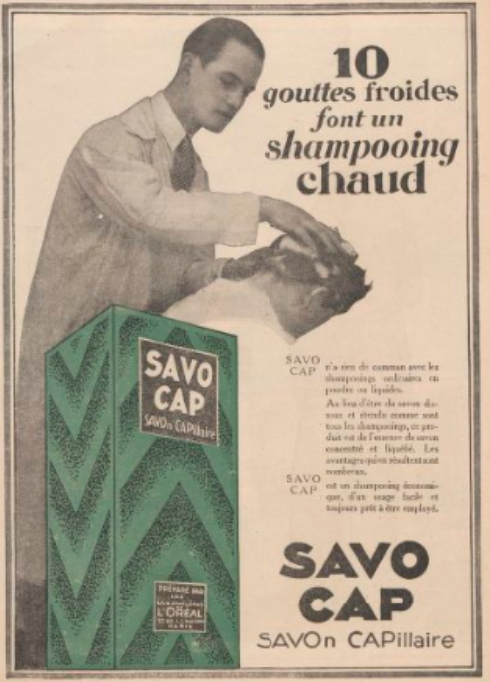 10
gouttes froides
font un
shampooing
chaud
SAVO
CAP
SAVOn CAPillaire
SAVO
CAP
n'a rien de commun avec les
shampooings ordinaires en
poudre ou liquides.
Au lieu d'être du savon dis-
sous et étendu comme sont
tous les shampooings, ce pro-
duit est de l'essence de savon
concentré et liquéfié. Les
avantages qui en résultent sont
nombreux.
SAVO
CAP
est un shampooing économi-
que, d'un usage facile et
toujours prêt à être employé.
PRÉPARÉ PAR
LES
L'ORÉAL
PARIS
SAVO
CAP
SAVOn CAPillaire